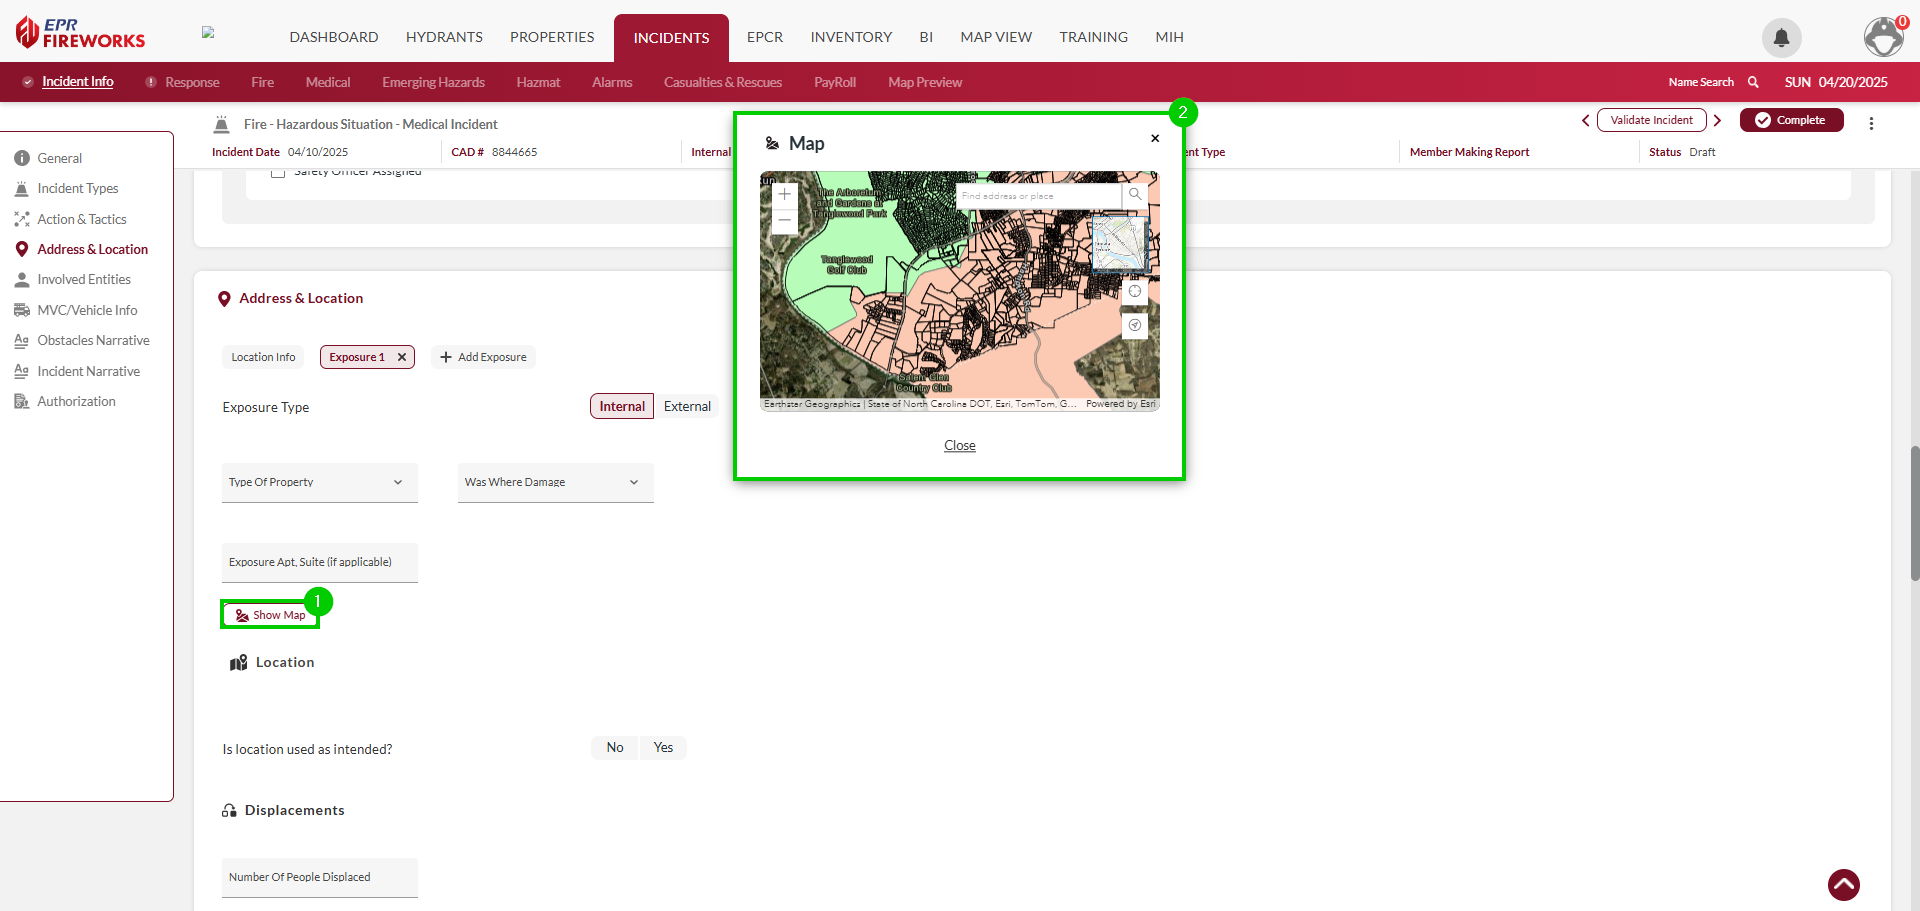 EPR
FIREWORKS
DASHBOARD
HYDRANTS
PROPERTIES
INCIDENTS
EPCR
INVENTORY
BI
MAP VIEW
TRAINING
MIH
0
Incident Info
Response
Fire
Medical
Emerging Hazards
Hazmat
Alarms
Casualties & Rescues
PayRoll
Map Preview
Name Search
SUN 04/20/2025
Fire - Hazardous Situation - Medical Incident
Validate Incident
Complete
Incident Date 04/10/2025
CAD # 8844665
Internal
nt Type
Member Making Report
Status Draft
General
Incident Types
Action & Tactics
Address & Location
Involved Entities
MVC/Vehicle Info
Obstacles Narrative
Incident Narrative
Authorization
Safety Officer Assigned
Address & Location
Location Info
Exposure 1
Add Exposure
Exposure Type
Internal
External
Type Of Property
Was Where Damage
Exposure Apt, Suite (if applicable)
1
Show Map
Location
Is location used as intended?
No
Yes
Displacements
Number Of People Displaced
2
Map
The Arboretum
and Gardens at
Tanglewood Park
Find address or place
Tanglewood
Golf Club
Salem Glen
Country Club
Earthstar Geographics | State of North Carolina DOT, Esri, TomTom, G...
Powered by Esri
Close